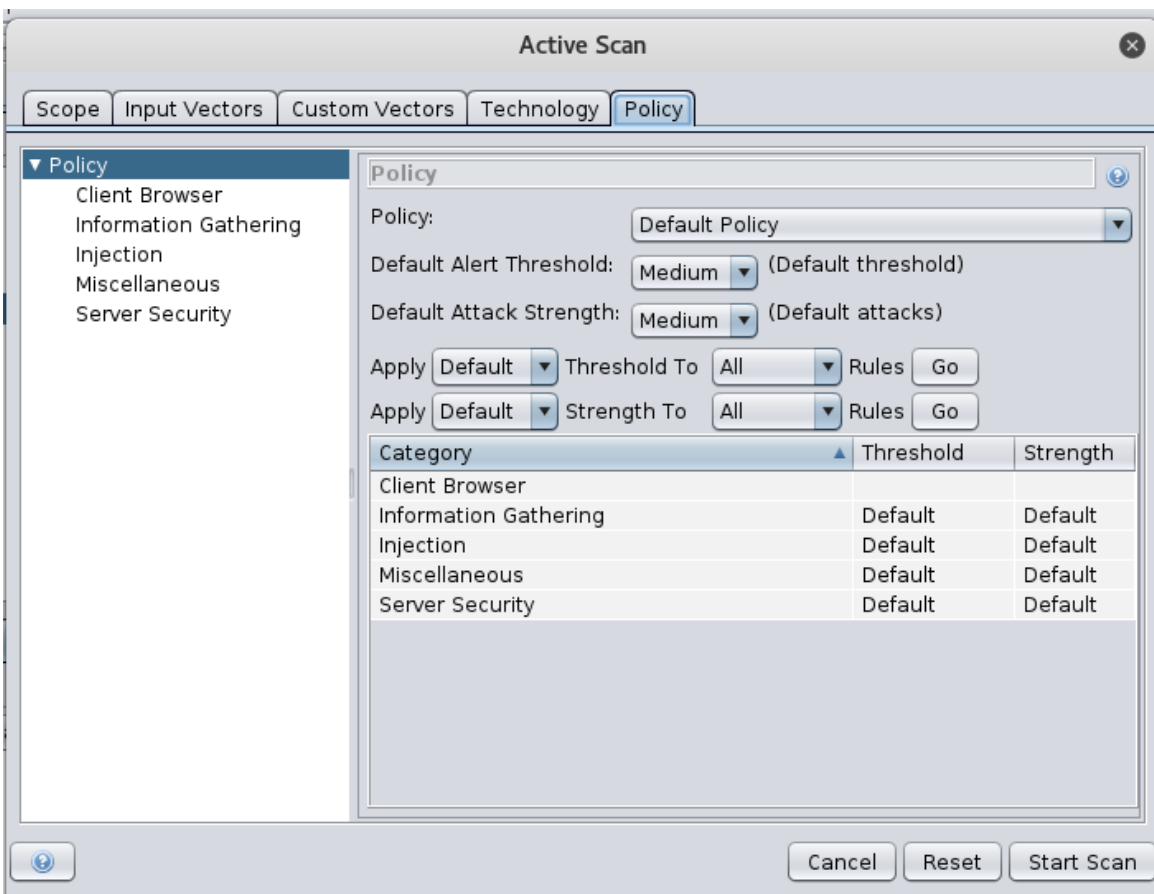 Active Scan
Scope Input Vectors Custom Vectors Technology Policy
Policy
Client Browser
Information Gathering
Injection
Miscellaneous
Server Security
Policy
Policy: Default Policy
Default Alert Threshold: Medium (Default threshold)
Default Attack Strength: Medium (Default attacks)
Apply Default Threshold To All Rules Go
Apply Default Strength To All Rules Go
Category Threshold Strength
Client Browser
Information Gathering Default Default
Injection Default Default
Miscellaneous Default Default
Server Security Default Default
Cancel Reset Start Scan